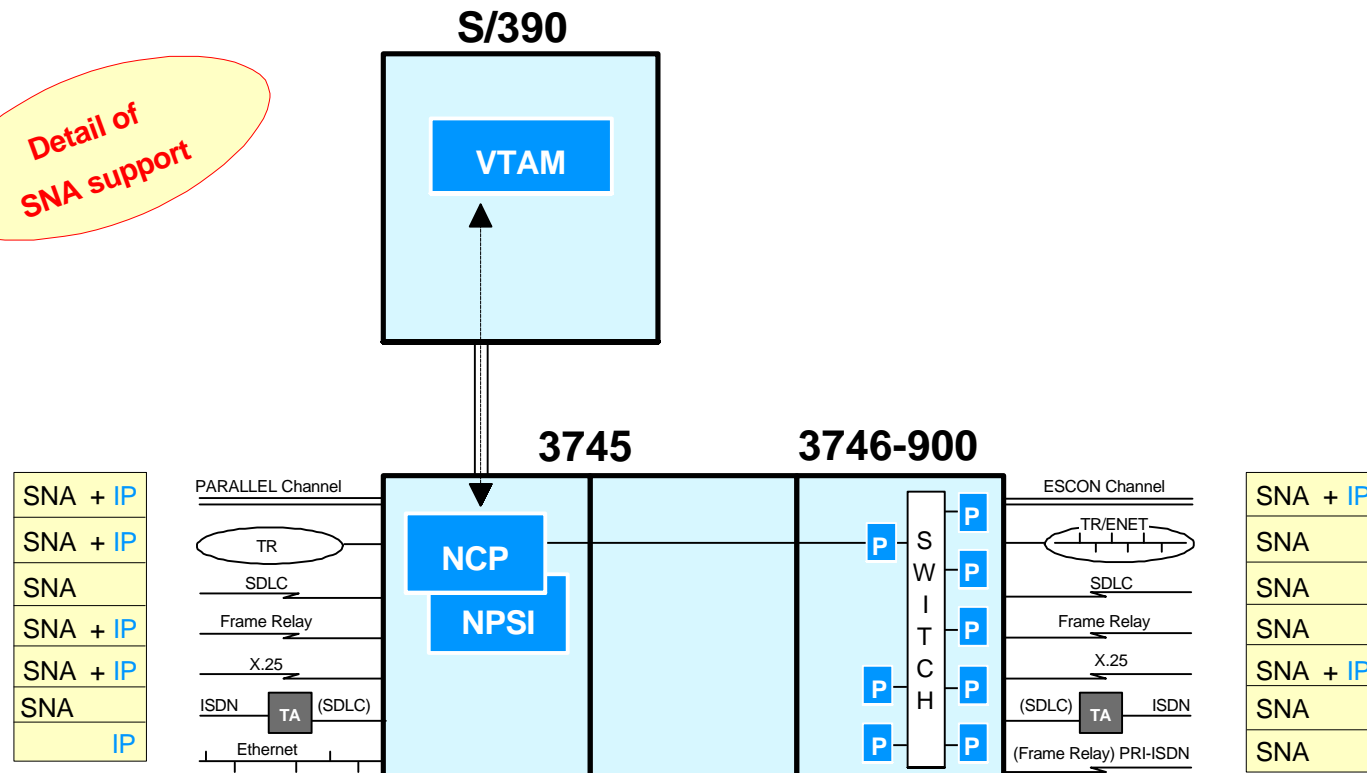 S/390
Detail of
SNA support
VTAM
3745
3746-900
SNA + IP
SNA + IP
SNA
SNA + IP
SNA + IP
SNA
IP
PARALLEL Channel
TR
SDLC
Frame Relay
X.25
ISDN
TA
(SDLC)
Ethernet
NCP
NPSI
P
P
P
SWITCH
P
P
P
P
P
ESCON Channel
TR/ENET
SDLC
Frame Relay
X.25
(SDLC)
TA
ISDN
(Frame Relay) PRI-ISDN
SNA + IP
SNA
SNA
SNA
SNA + IP
SNA
SNA